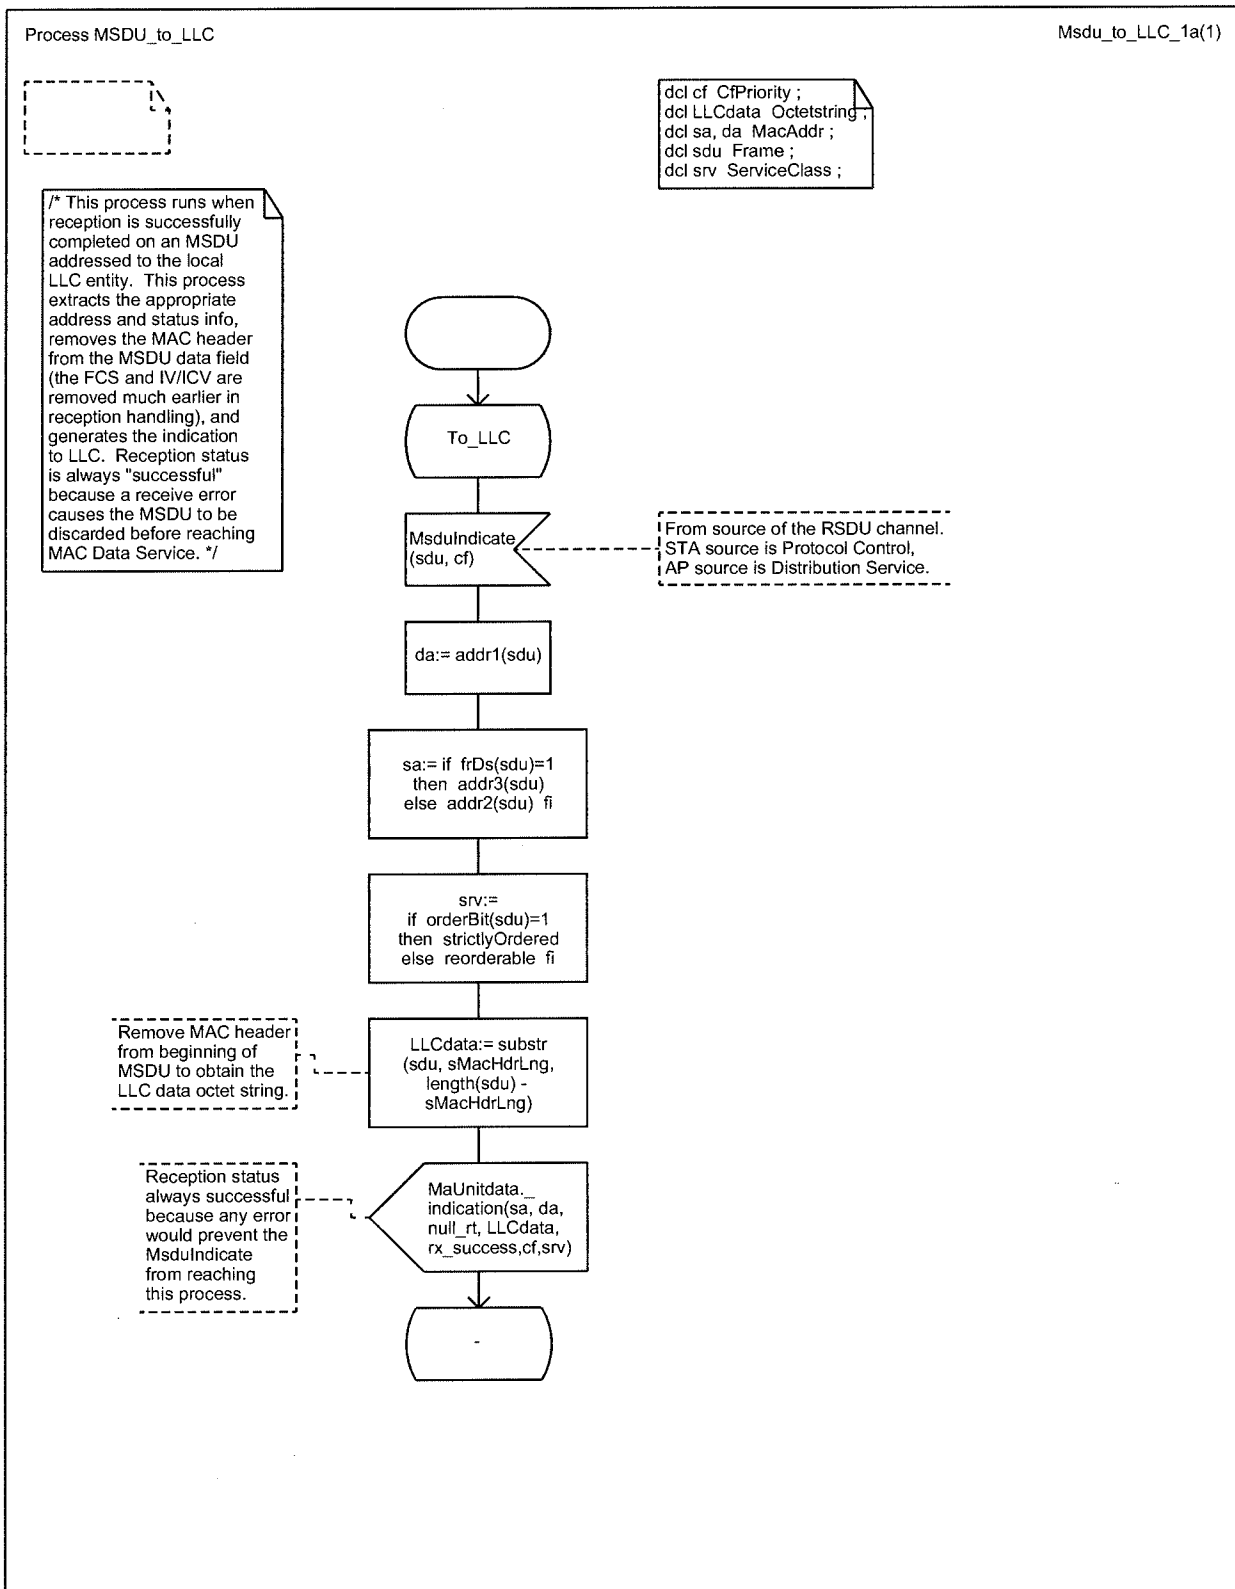 Process MSDU_to_LLC
Msdu_to_LLC_1a(1)
dcl cf CfPriority ;
dcl LLCdata Octetstring ;
dcl sa, da MacAddr ;
dcl sdu Frame ;
dcl srv ServiceClass ;
/* This process runs when
reception is successfully
completed on an MSDU
addressed to the local
LLC entity. This process
extracts the appropriate
address and status info,
removes the MAC header
from the MSDU data field
(the FCS and IV/ICV are
removed much earlier in
reception handling), and
generates the indication
to LLC. Reception status
is always "successful"
because a receive error
causes the MSDU to be
discarded before reaching
MAC Data Service. */
To_LLC
MsduIndicate
(sdu, cf)
From source of the RSDU channel.
STA source is Protocol Control,
AP source is Distribution Service.
da:= addr1(sdu)
sa:= if frDs(sdu)=1
then addr3(sdu)
else addr2(sdu) fi
srv:=
if orderBit(sdu)=1
then strictlyOrdered
else reorderable fi
Remove MAC header
from beginning of
MSDU to obtain the
LLC data octet string.
LLCdata:= substr
(sdu, sMacHdrLng,
length(sdu) -
sMacHdrLng)
Reception status
always successful
because any error
would prevent the
MsduIndicate
from reaching
this process.
MaUnitdata._
indication(sa, da,
null_rt, LLCdata,
rx_success,cf,srv)
-